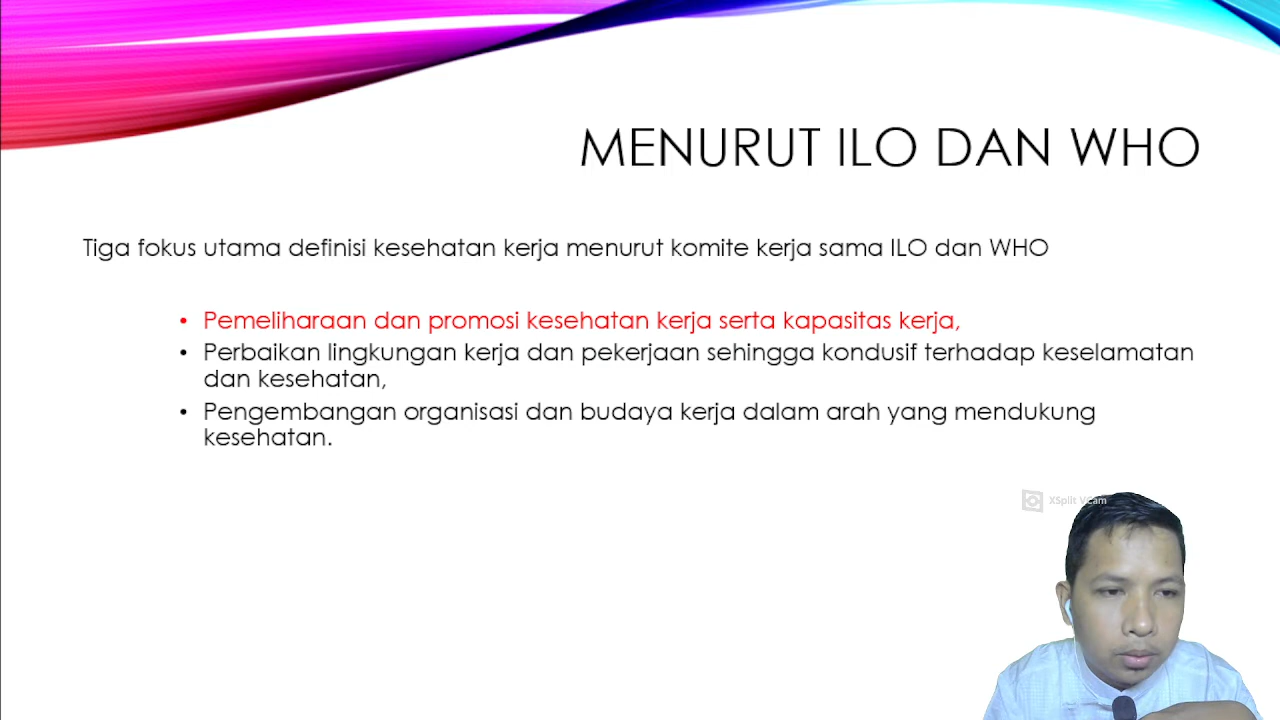 MENURUT ILO DAN WHO
Tiga fokus utama definisi kesehatan kerja menurut komite kerja sama ILO dan WHO
• Pemeliharaan dan promosi kesehatan kerja serta kapasitas kerja,
• Perbaikan lingkungan kerja dan pekerjaan sehingga kondusif terhadap keselamatan
dan kesehatan,
• Pengembangan organisasi dan budaya kerja dalam arah yang mendukung
kesehatan.
XSplit VCam